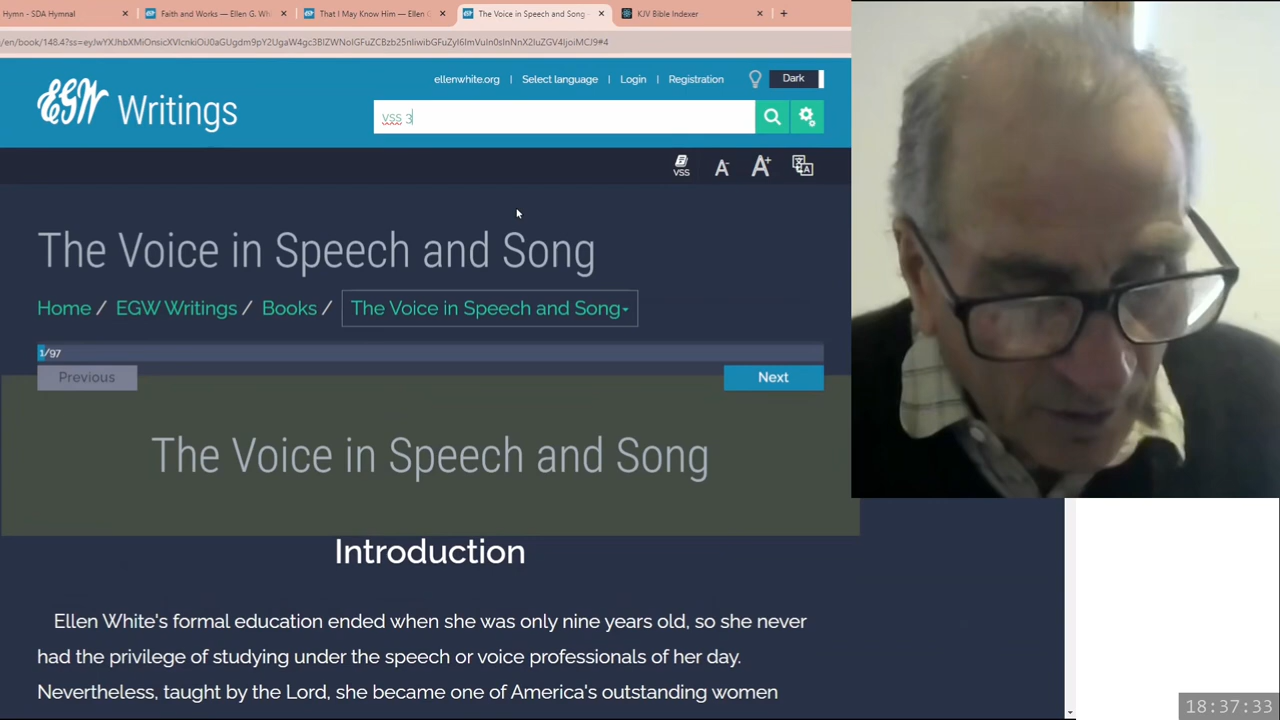 Hymn - SDA Hymnal
Faith and Works — Ellen G. Wh
That I May Know Him — Ellen G
The Voice in Speech and Song
KJV Bible Indexer
ellenwhite.org | Select language | Login | Registration
Dark
EGW Writings
vss 3
VSS
A-
A+
The Voice in Speech and Song
Home / EGW Writings / Books / The Voice in Speech and Song
1/97
Previous
Next
The Voice in Speech and Song
Introduction
Ellen White's formal education ended when she was only nine years old, so she never
had the privilege of studying under the speech or voice professionals of her day.
Nevertheless, taught by the Lord, she became one of America's outstanding women
18:37:33